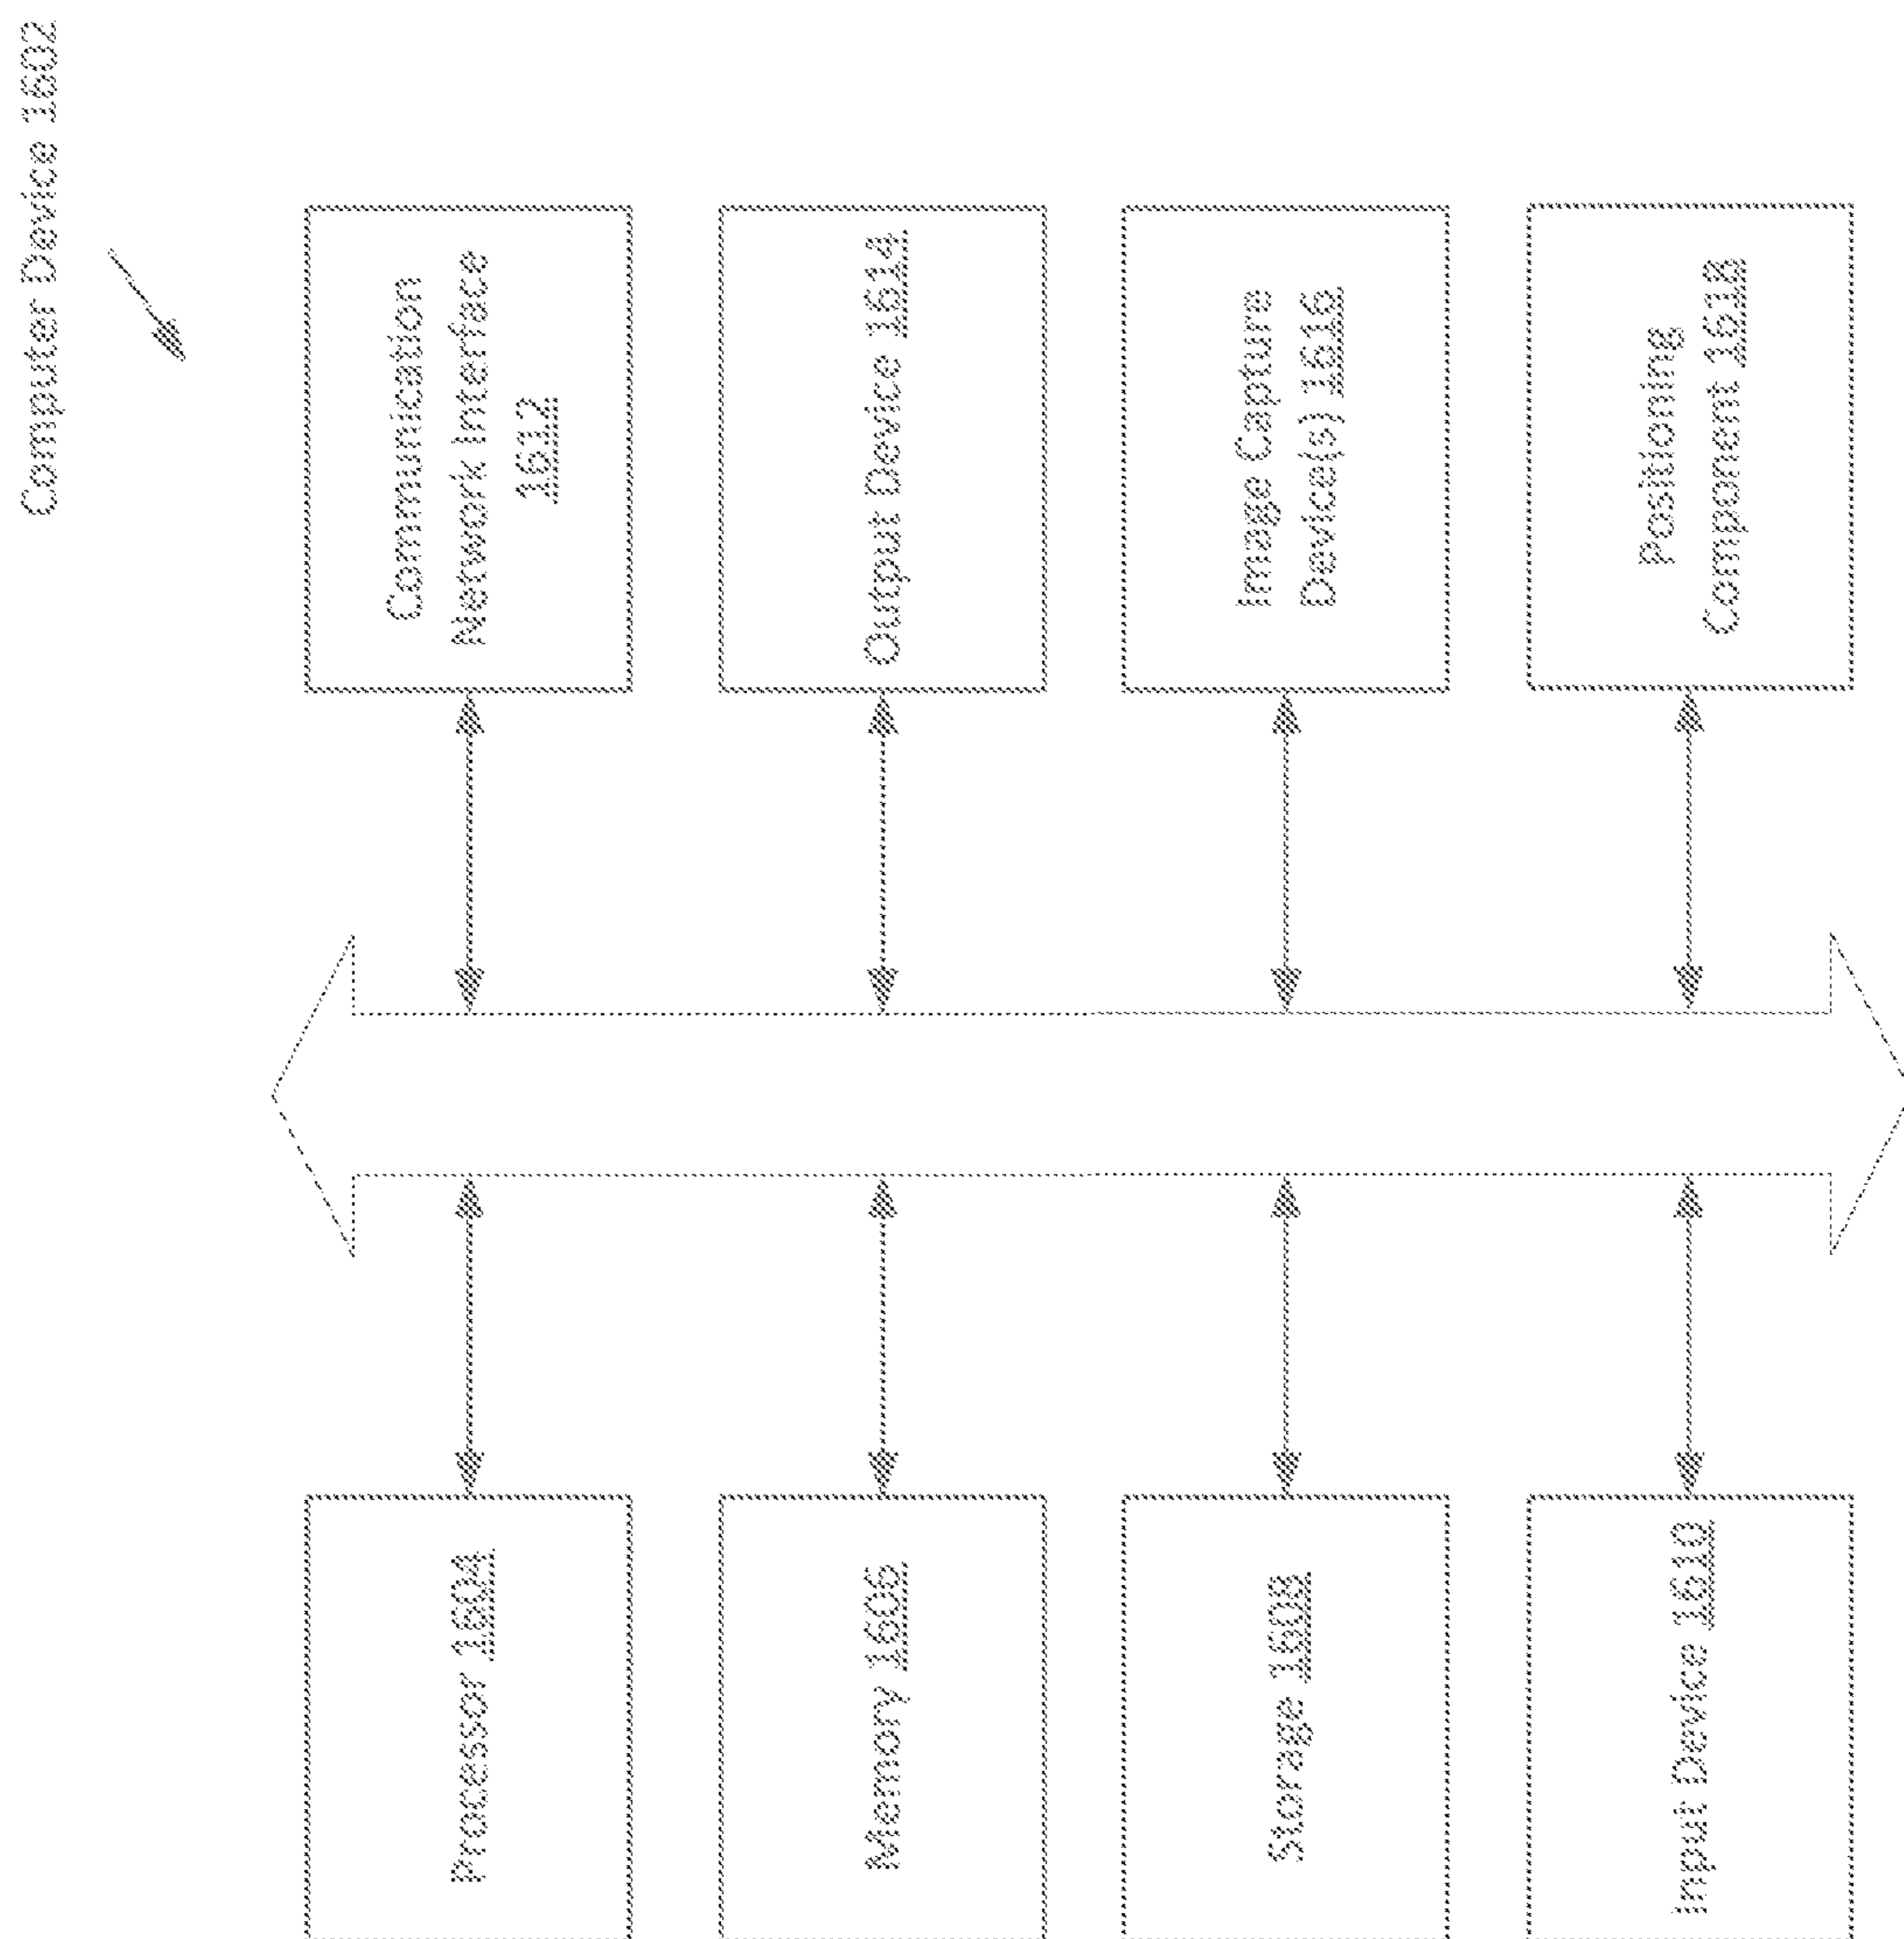 Computer Device 1602
Processor 1604
Communication
Network Interface
1612
Memory 1606
Output Device 1614
Storage 1608
Image Capture
Device(s) 1616
Input Device 1610
Positioning
Component 1618